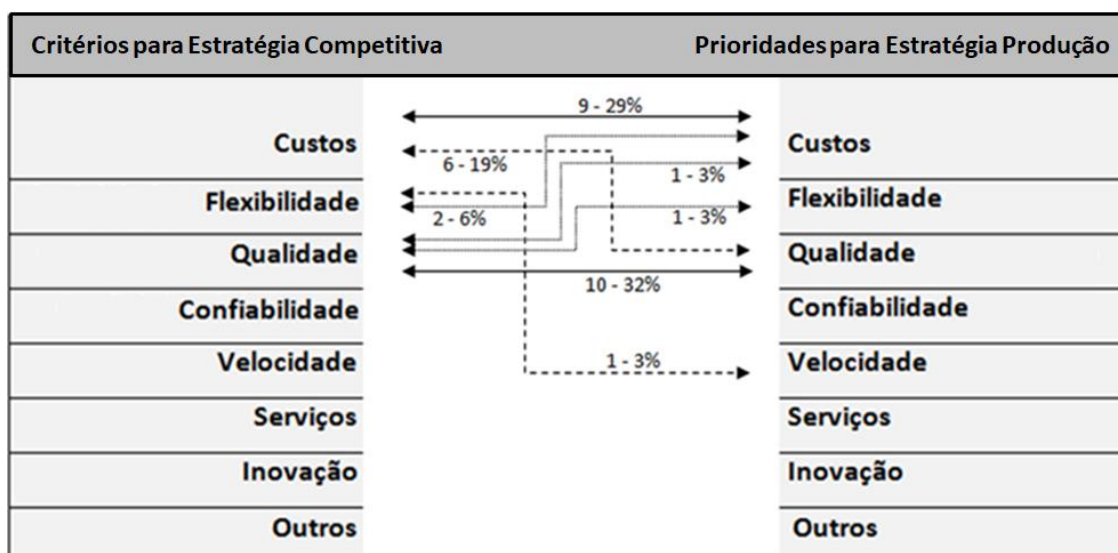 Critérios para Estratégia Competitiva Prioridades para Estratégia Produção
9 - 29%
Custos Custos
6 - 19%
1 - 3%
Flexibilidade Flexibilidade
2 - 6% 1 - 3%
Qualidade Qualidade
10 - 32%
Confiabilidade Confiabilidade
Velocidade 1 - 3% Velocidade
Serviços Serviços
Inovação Inovação
Outros Outros